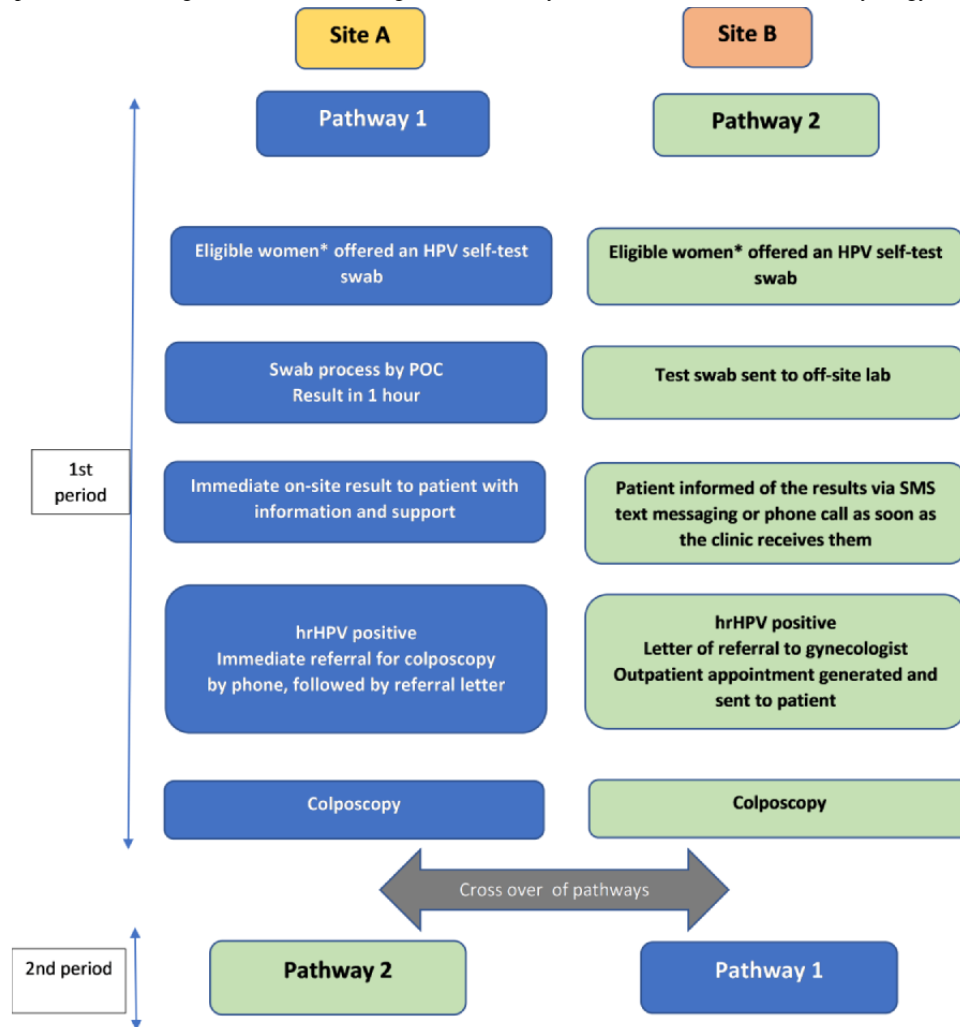 Site A
Site B
Pathway 1
Pathway 2
Eligible women* offered an HPV self-test
swab
Eligible women* offered an HPV self-test
swab
Swab process by POC
Result in 1 hour
Test swab sent to off-site lab
1st
period
Immediate on-site result to patient with
information and support
Patient informed of the results via SMS
text messaging or phone call as soon as
the clinic receives them
hrHPV positive
Immediate referral for colposcopy
by phone, followed by referral letter
hrHPV positive
Letter of referral to gynecologist
Outpatient appointment generated and
sent to patient
Colposcopy
Colposcopy
Cross over of pathways
2nd period
Pathway 2
Pathway 1